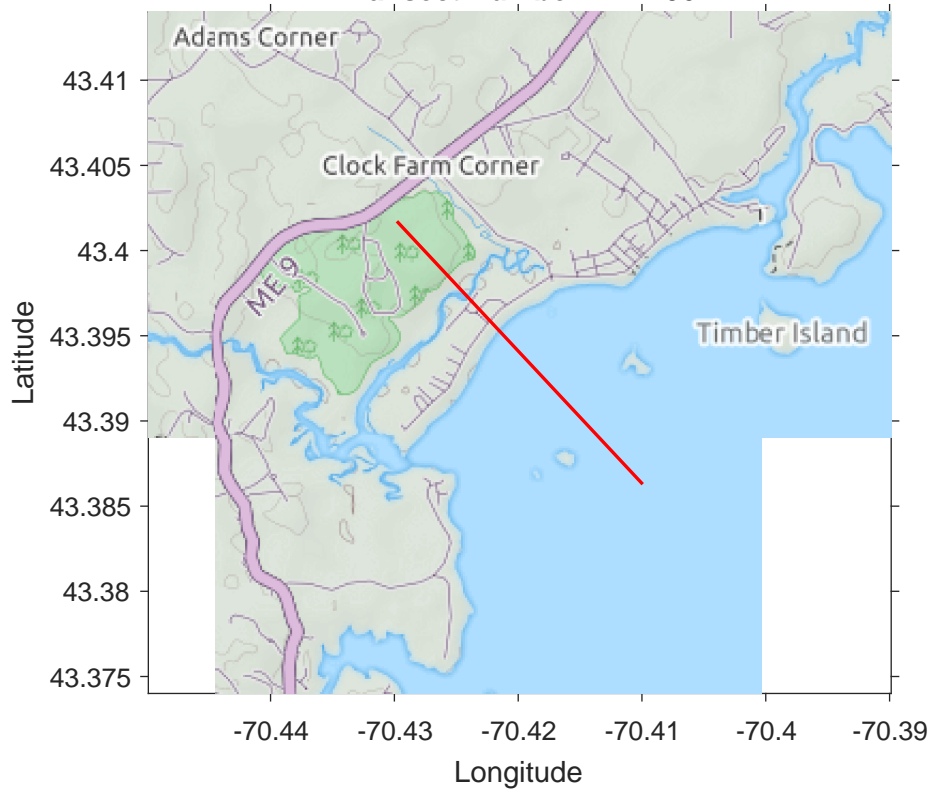 Adams Corner
43.41
Clock Farm Corner
43.405
43.4
ME 9
43.395
Timber Island
Latitude
43.39
43.385
43.38
43.375
-70.44 -70.43 -70.42 -70.41 -70.4 -70.39
Longitude